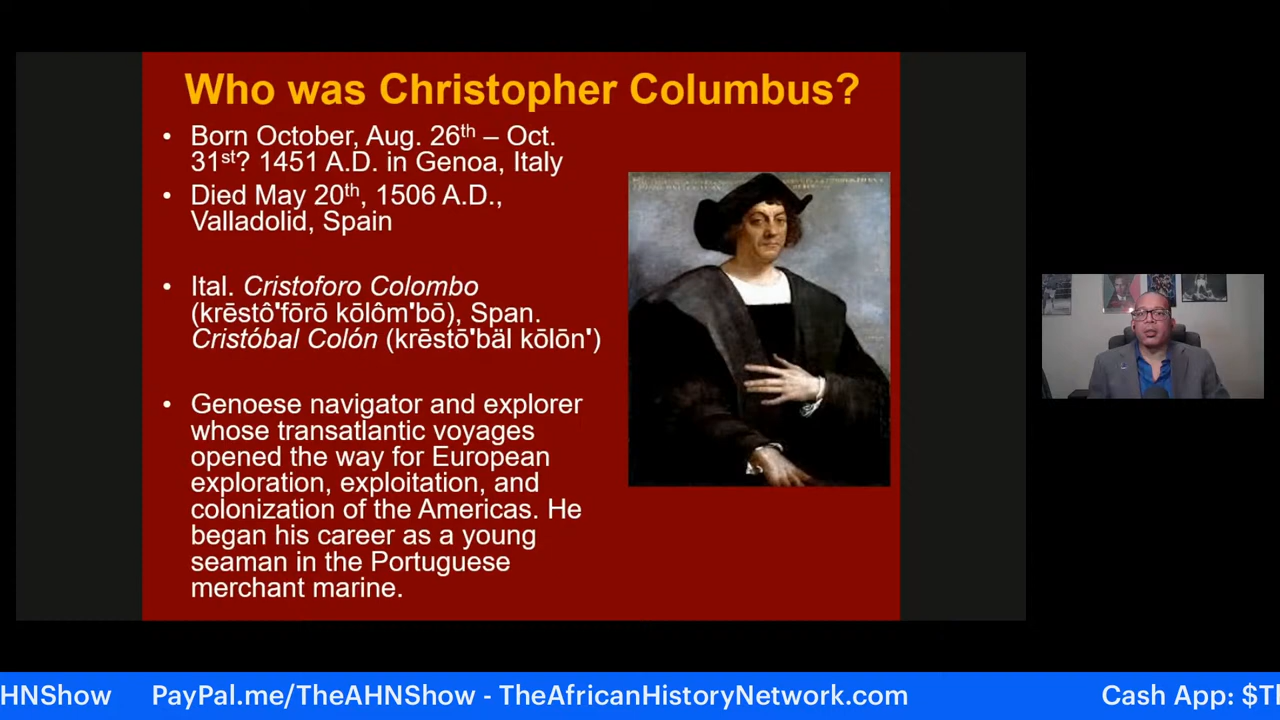 Who was Christopher Columbus?
• Born October, Aug. 26th – Oct.
31st? 1451 A.D. in Genoa, Italy
• Died May 20th, 1506 A.D.,
Valladolid, Spain
• Ital. Cristoforo Colombo
(krēstô'fōrō kōlôm'bō), Span.
Cristóbal Colón (krēstō'bäl kōlōn')
• Genoese navigator and explorer
whose transatlantic voyages
opened the way for European
exploration, exploitation, and
colonization of the Americas. He
began his career as a young
seaman in the Portuguese
merchant marine.
HNShow PayPal.me/TheAHNShow - TheAfricanHistoryNetwork.com Cash App: $T